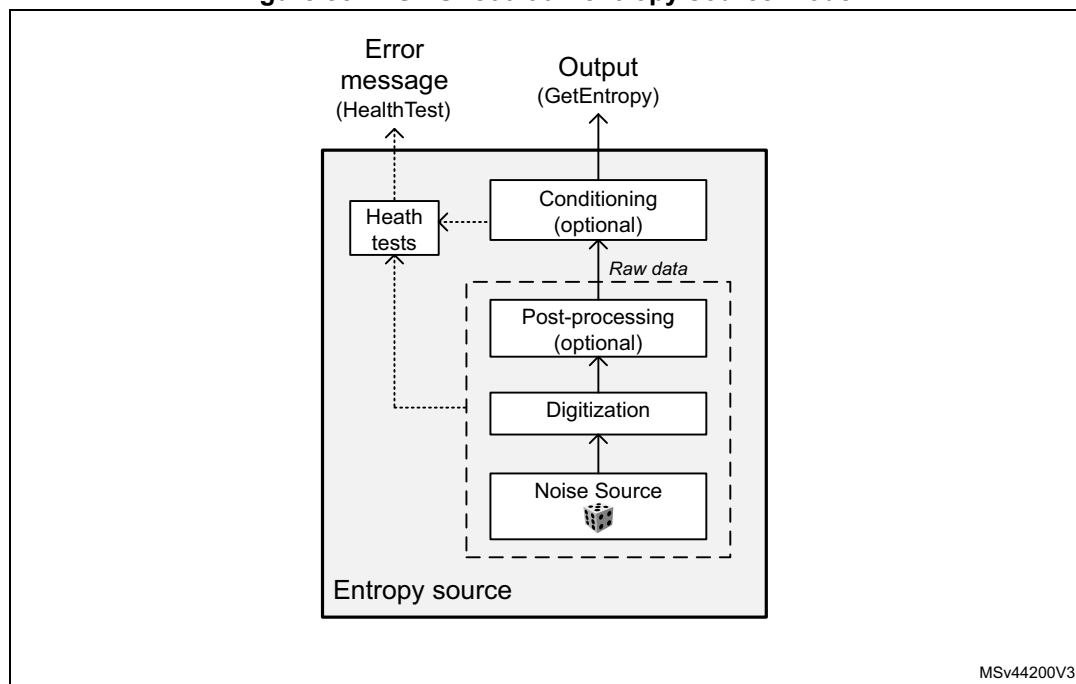 Error
message
(HealthTest)
Output
(GetEntropy)
Conditioning
(optional)
Heath
tests
Raw data
Post-processing
(optional)
Digitization
Noise Source
Entropy source
MSv44200V3